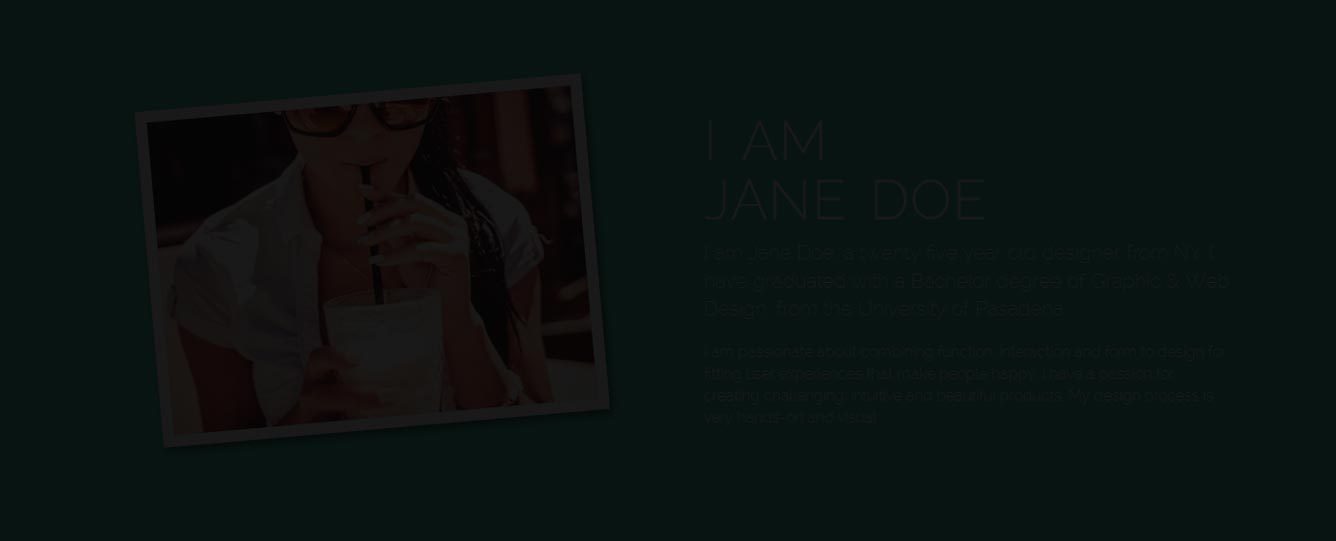 I AM
JANE DOE
I am Jane Doe, a twenty five year old designer from NY. I
have graduated with a Bachelor degree of Graphic & Web
Design, from the University of Pasadena.
I am passionate about combining function, interaction and form to design for
fitting user experiences that make people happy. I have a passion for
creating challenging, intuitive and beautiful products. My design process is
very hands-on and visual.